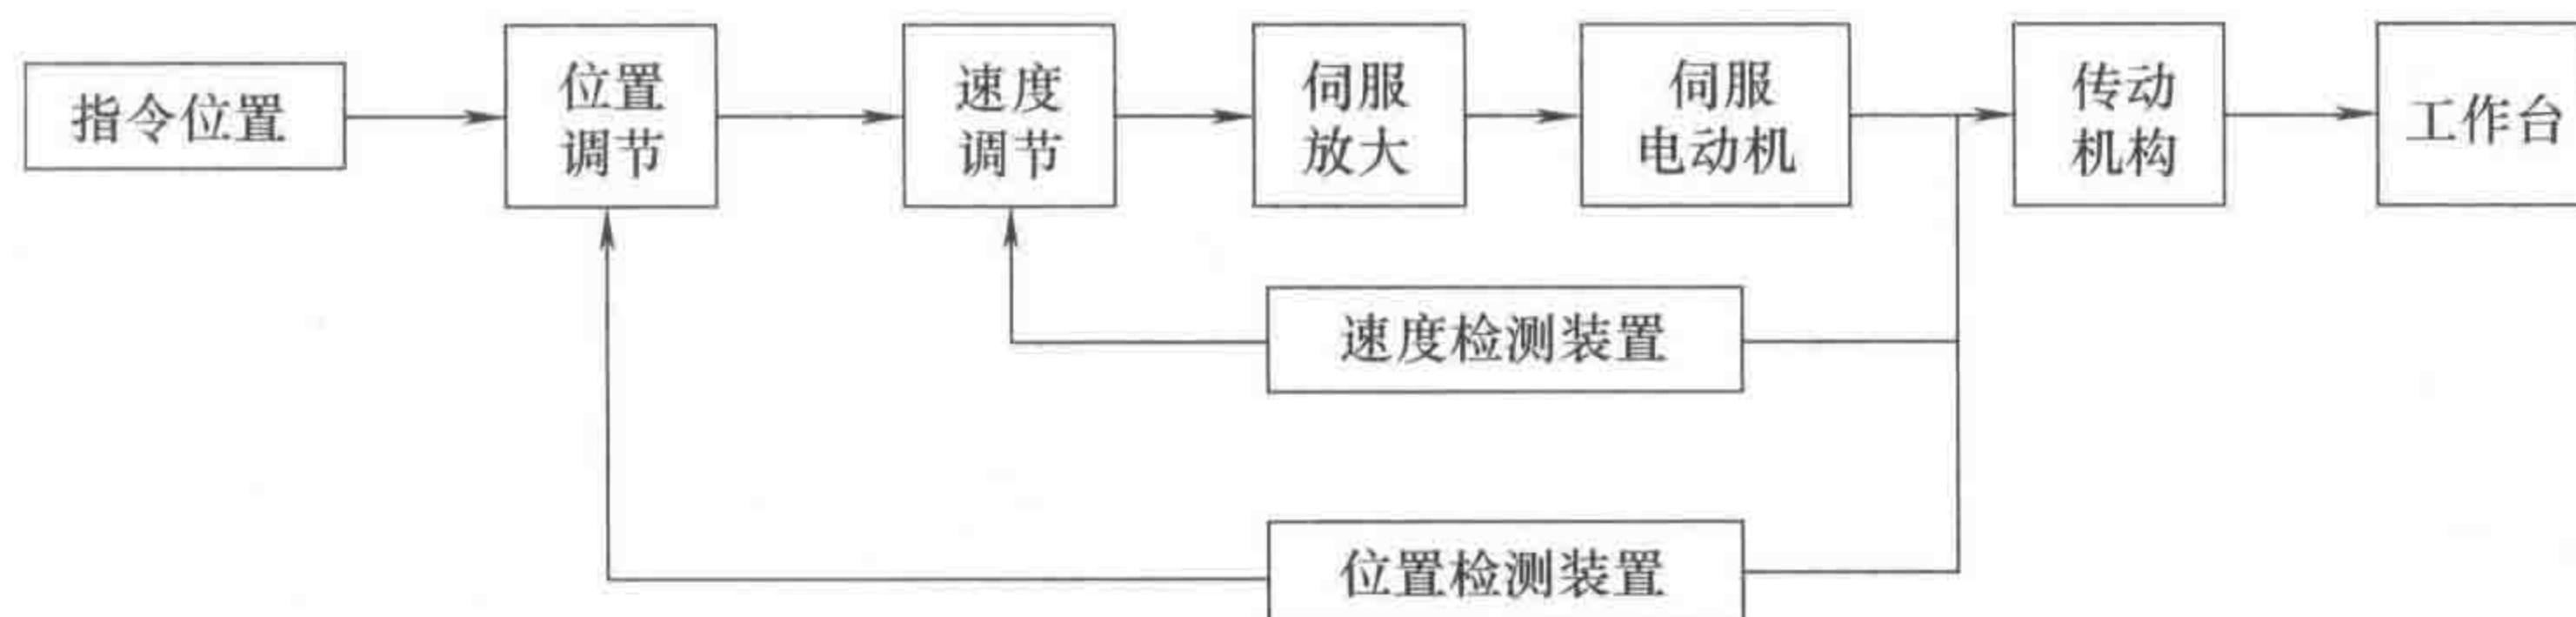 指令位置
位置
调节
速度
调节
伺服
放大
伺服
电动机
传动
机构
工作台
速度检测装置
位置检测装置